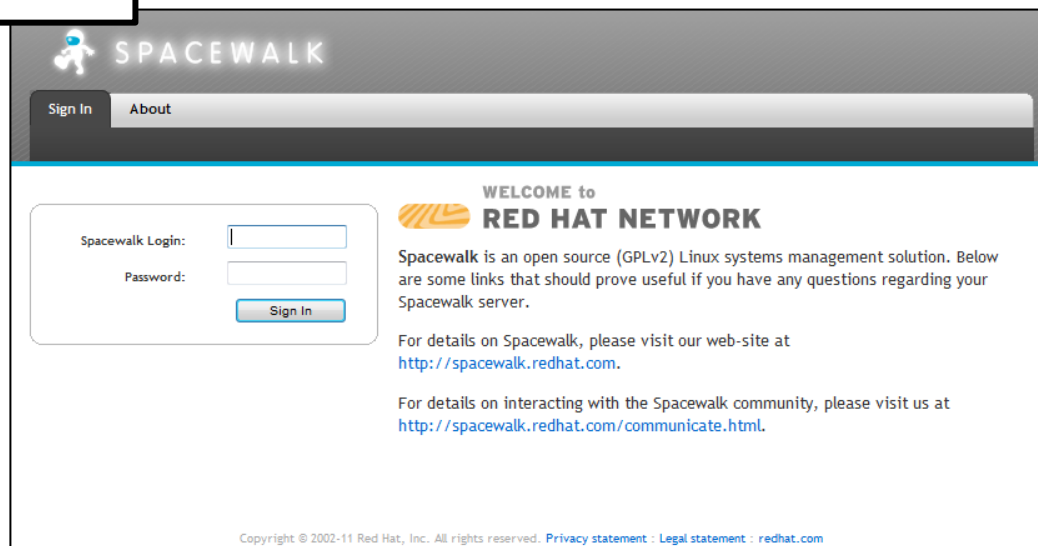 SPACEWALK
Sign In About
WELCOME to
RED HAT NETWORK
Spacewalk Login:
Password:
Sign In
Spacewalk is an open source (GPLv2) Linux systems management solution. Below
are some links that should prove useful if you have any questions regarding your
Spacewalk server.
For details on Spacewalk, please visit our web-site at
http://spacewalk.redhat.com.
For details on interacting with the Spacewalk community, please visit us at
http://spacewalk.redhat.com/communicate.html.
Copyright © 2002-11 Red Hat, Inc. All rights reserved. Privacy statement : Legal statement : redhat.com